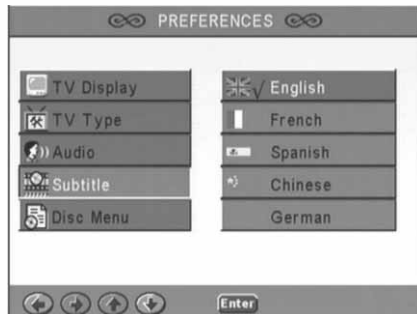 PREFERENCES
TV Display
TV Type
Audio
Subtitle
Disc Menu
English
French
Spanish
Chinese
German
Enter